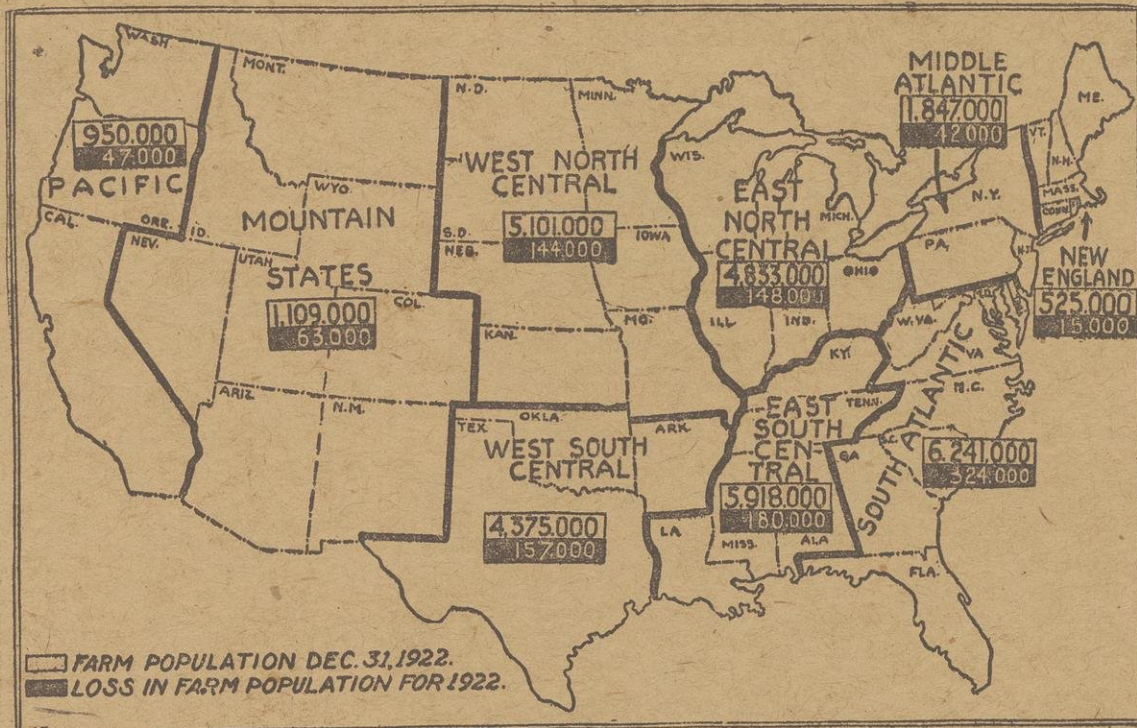 WASH
MONT.
N.D.
MINN.
MIDDLE
ATLANTIC
1.847.000
42.000
ME.
VT.
N.H.
MASS.
CONN.
950.000
47.000
PACIFIC
WYO.
WEST NORTH
CENTRAL
5.101.000
144.000
WIS.
EAST
NORTH
CENTRAL
4,833.000
148.000
MICH.
N.Y.
CAL.
ORE.
ID.
MOUNTAIN
STATES
1.109.000
63.000
NEV.
UTAH
COL.
S.D.
NEB.
IOWA
OHIO
PA.
N.J.
NEW
ENGLAND
525.000
15.000
KAN.
MO.
ILL.
IND.
KY.
W.VA.
VA
ARIZ.
N.M.
TEX.
OKLA.
WEST SOUTH
CENTRAL
4,375.000
157.000
ARK.
EAST
SOUTH
CEN-
TRAL
5.918.000
180.000
TENN.
N.C.
S.C.
GA
SOUTH ATLANTIC
6.241.000
324.000
LA.
MISS.
ALA
FLA.
FARM POPULATION DEC. 31, 1922.
LOSS IN FARM POPULATION FOR 1922.